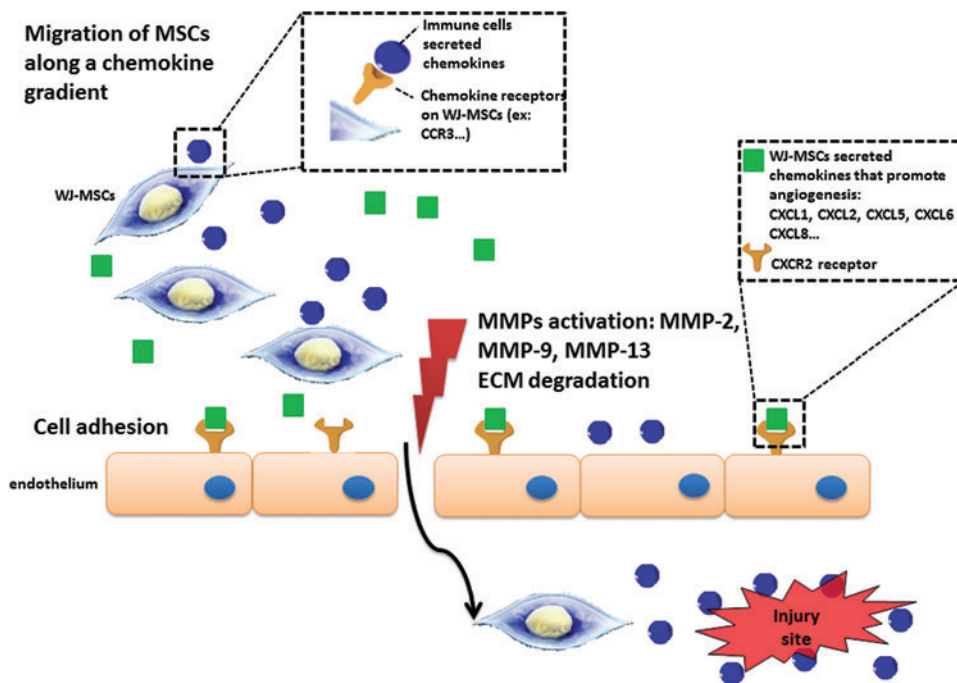 Migration of MSCs
along a chemokine
gradient
Immune cells
secreted
chemokines
Chemokine receptors
on WJ-MSCs (ex:
CCR3...)
WJ-MSCs
WJ-MSCs secreted
chemokines that promote
angiogenesis:
CXCL1, CXCL2, CXCL5, CXCL6
CXCL8...
CXCR2 receptor
MMPs activation: MMP-2,
MMP-9, MMP-13
ECM degradation
Cell adhesion
endothelium
Injury
site